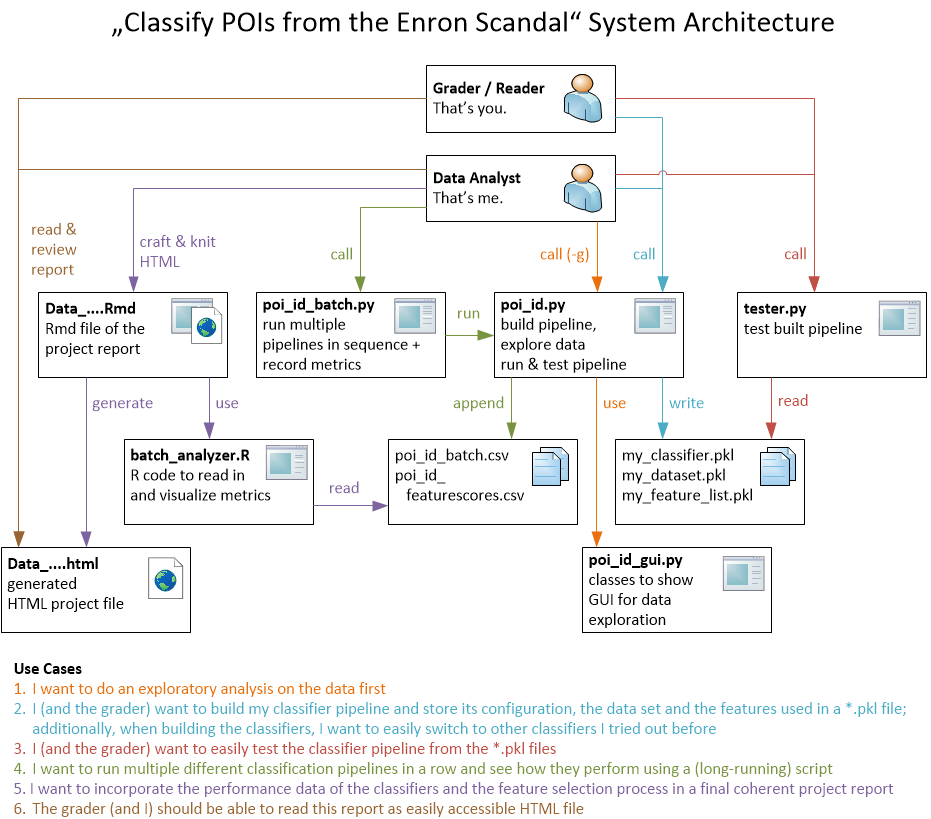 „Classify POIs from the Enron Scandal“ System Architecture
Grader / Reader
That's you.
Data Analyst
That's me.
read &
review
report
craft & knit
HTML
call
call (-g)
call
call
Data_....Rmd
Rmd file of the
project report
poi_id_batch.py
run multiple
pipelines in sequence +
record metrics
run
poi_id.py
build pipeline,
explore data
run & test pipeline
tester.py
test built pipeline
generate
use
append
use
write
read
batch_analyzer.R
R code to read in
and visualize metrics
read
poi_id_batch.csv
poi_id_
featurescores.csv
my_classifier.pkl
my_dataset.pkl
my_feature_list.pkl
Data_....html
generated
HTML project file
poi_id_gui.py
classes to show
GUI for data
exploration
Use Cases
1. I want to do an exploratory analysis on the data first
2. I (and the grader) want to build my classifier pipeline and store its configuration, the data set and the features used in a *.pkl file;
additionally, when building the classifiers, I want to easily switch to other classifiers I tried out before
3. I (and the grader) want to easily test the classifier pipeline from the *.pkl files
4. I want to run multiple different classification pipelines in a row and see how they perform using a (long-running) script
5. I want to incorporate the performance data of the classifiers and the feature selection process in a final coherent project report
6. The grader (and I) should be able to read this report as easily accessible HTML file